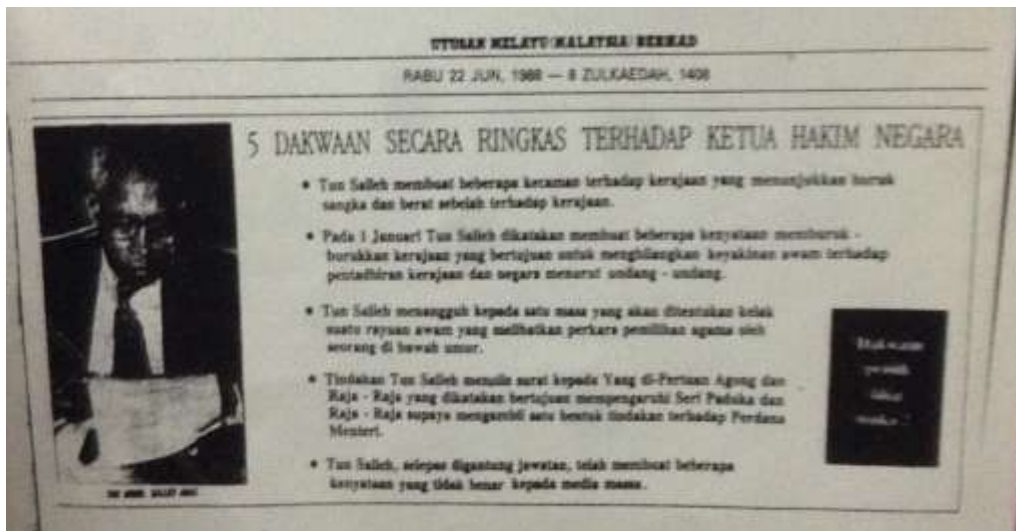 UTUSAN MELAYU (MALAYSIA) BERHAD
RABU 22 JUN, 1988 — 8 ZULKAEDAH, 1408
5 DAKWAAN SECARA RINGKAS TERHADAP KETUA HAKIM NEGARA
• Tun Salleh membuat beberapa kecaman terhadap kerajaan yang menunjukkan buruk
sangka dan berat sebelah terhadap kerajaan.
• Pada 1 Januari Tun Salleh dikatakan membuat beberapa kenyataan memburuk -
burukkan kerajaan yang bertujuan untuk menghilangkan keyakinan awam terhadap
pentadbiran kerajaan dan negara menurut undang - undang.
• Tun Salleh menangguh kepada satu masa yang akan ditentukan kelak
suatu rayuan awam yang melibatkan perkara pemilihan agama oleh
seorang di bawah umur.
• Tindakan Tun Salleh menulis surat kepada Yang di-Pertuan Agong dan
Raja - Raja yang dikatakan bertujuan mempengaruhi Seri Paduka dan
Raja - Raja supaya mengambil satu bentuk tindakan terhadap Perdana
Menteri.
• Tun Salleh, selepas digantung jawatan, telah membuat beberapa
kenyataan yang tidak benar kepada media massa.
TUN MOHD. SALLEH ABAS